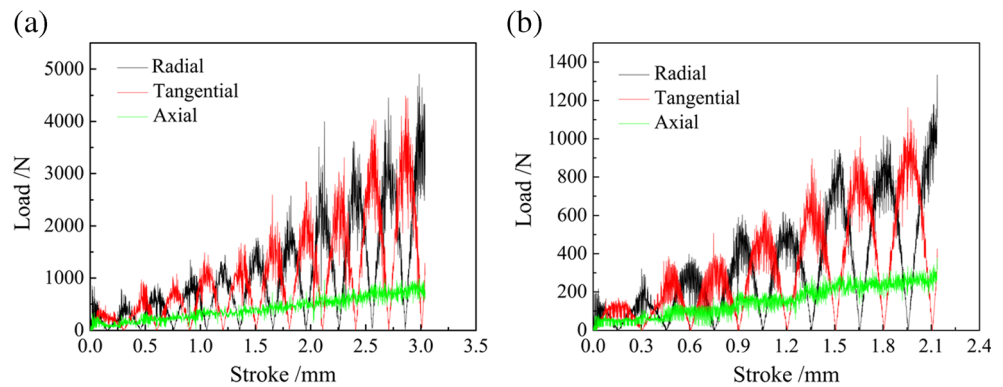 (a)
Load /N
5000
4000
3000
2000
1000
0
Radial
Tangential
Axial
0.0 0.5 1.0 1.5 2.0 2.5 3.0 3.5
Stroke /mm
(b)
Load /N
1400
1200
1000
800
600
400
200
0
Radial
Tangential
Axial
0.0 0.3 0.6 0.9 1.2 1.5 1.8 2.1 2.4
Stroke /mm